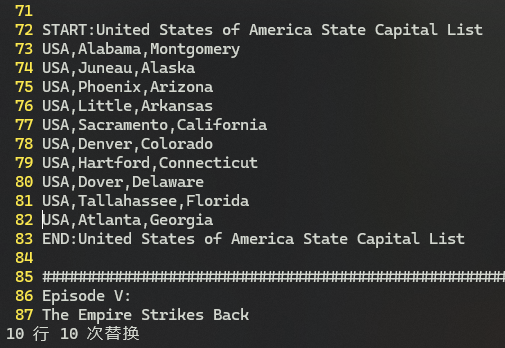 71
72 START:United States of America State Capital List
73 USA,Alabama,Montgomery
74 USA,Juneau,Alaska
75 USA,Phoenix,Arizona
76 USA,Little,Arkansas
77 USA,Sacramento,California
78 USA,Denver,Colorado
79 USA,Hartford,Connecticut
80 USA,Dover,Delaware
81 USA,Tallahassee,Florida
82 USA,Atlanta,Georgia
83 END:United States of America State Capital List
84
85 ####################################################
86 Episode V:
87 The Empire Strikes Back
10 行 10 次替换